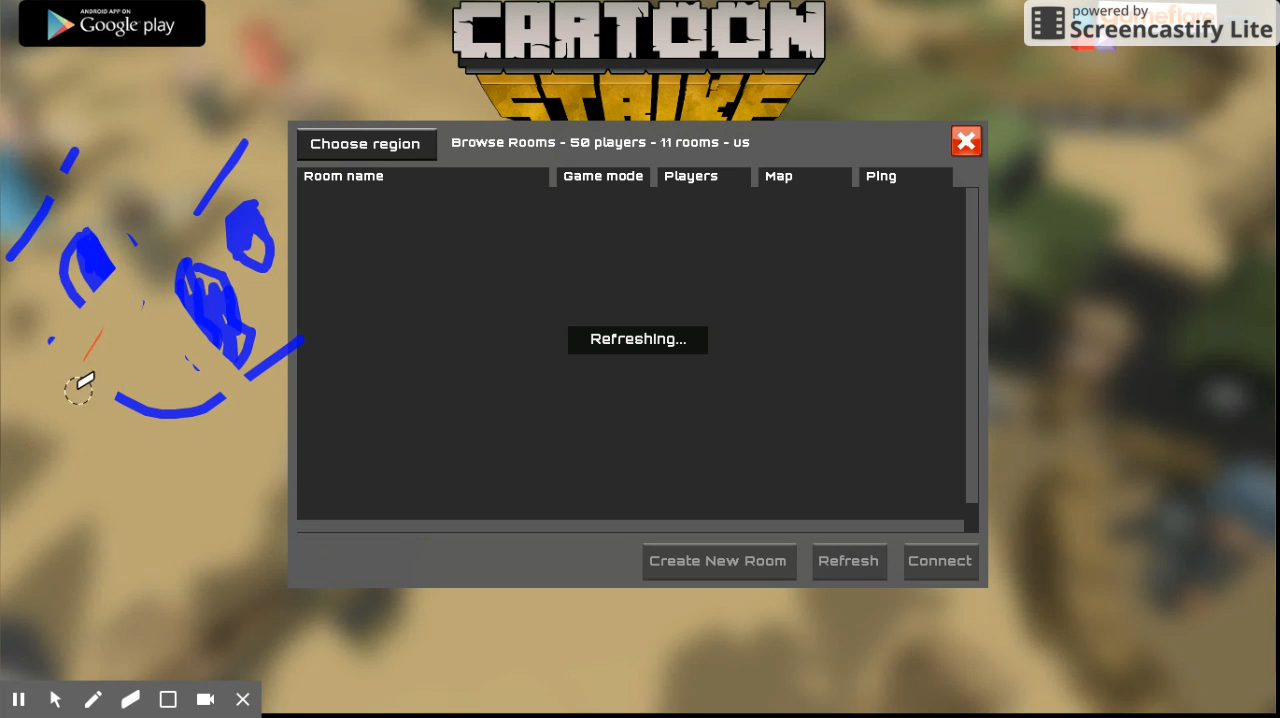 ANDROID APP ON
Google play
CARTOON
STRIKE
powered by
Screencastify Lite
Choose region
Browse Rooms - 50 players - 11 rooms - us
Room name
Game mode
Players
Map
Ping
Refreshing...
Create New Room
Refresh
Connect